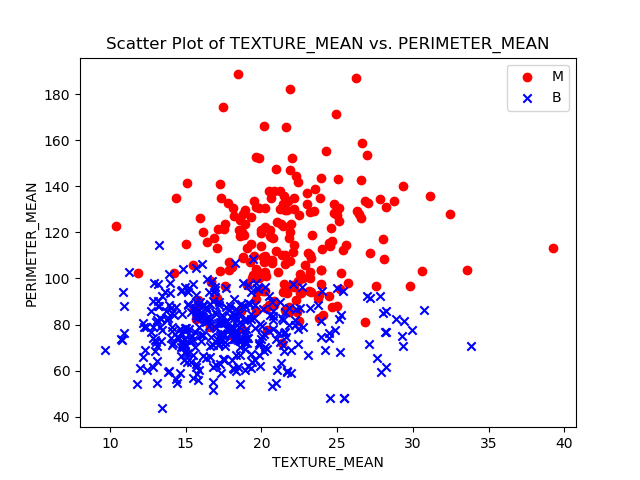 Scatter Plot of TEXTURE_MEAN vs. PERIMETER_MEAN
M
B
180
160
140
120
100
80
60
40
PERIMETER_MEAN
10 15 20 25 30 35 40
TEXTURE_MEAN